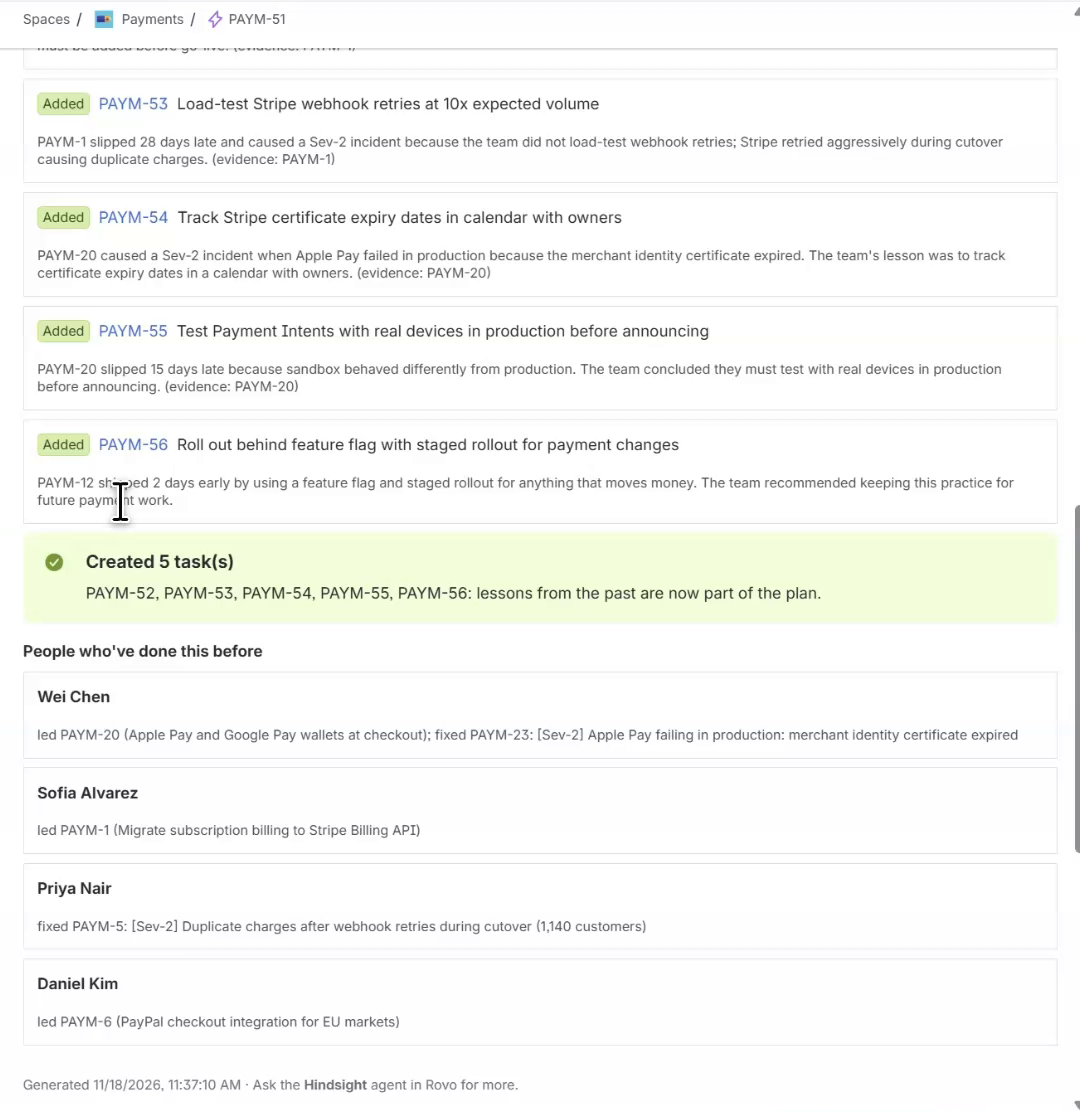 Spaces / Payments / PAYM-51
must be added before go-live. (evidence: PAYM-1)
Added PAYM-53 Load-test Stripe webhook retries at 10x expected volume
PAYM-1 slipped 28 days late and caused a Sev-2 incident because the team did not load-test webhook retries; Stripe retried aggressively during cutover
causing duplicate charges. (evidence: PAYM-1)
Added PAYM-54 Track Stripe certificate expiry dates in calendar with owners
PAYM-20 caused a Sev-2 incident when Apple Pay failed in production because the merchant identity certificate expired. The team's lesson was to track
certificate expiry dates in a calendar with owners. (evidence: PAYM-20)
Added PAYM-55 Test Payment Intents with real devices in production before announcing
PAYM-20 slipped 15 days late because sandbox behaved differently from production. The team concluded they must test with real devices in production
before announcing. (evidence: PAYM-20)
Added PAYM-56 Roll out behind feature flag with staged rollout for payment changes
PAYM-12 shipped 2 days early by using a feature flag and staged rollout for anything that moves money. The team recommended keeping this practice for
future payment work.
Created 5 task(s)
PAYM-52, PAYM-53, PAYM-54, PAYM-55, PAYM-56: lessons from the past are now part of the plan.
People who've done this before
Wei Chen
led PAYM-20 (Apple Pay and Google Pay wallets at checkout); fixed PAYM-23: [Sev-2] Apple Pay failing in production: merchant identity certificate expired
Sofia Alvarez
led PAYM-1 (Migrate subscription billing to Stripe Billing API)
Priya Nair
fixed PAYM-5: [Sev-2] Duplicate charges after webhook retries during cutover (1,140 customers)
Daniel Kim
led PAYM-6 (PayPal checkout integration for EU markets)
Generated 11/18/2026, 11:37:10 AM · Ask the Hindsight agent in Rovo for more.